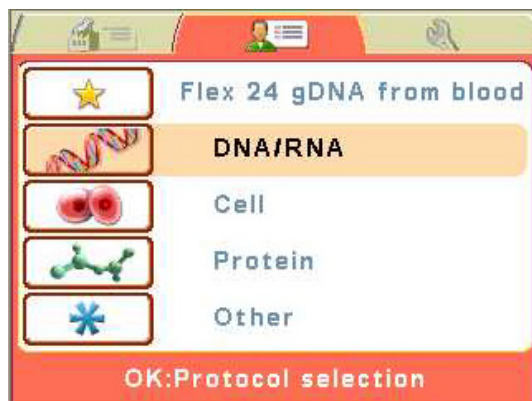 Flex 24 gDNA from blood
DNA/RNA
Cell
Protein
Other
OK:Protocol selection